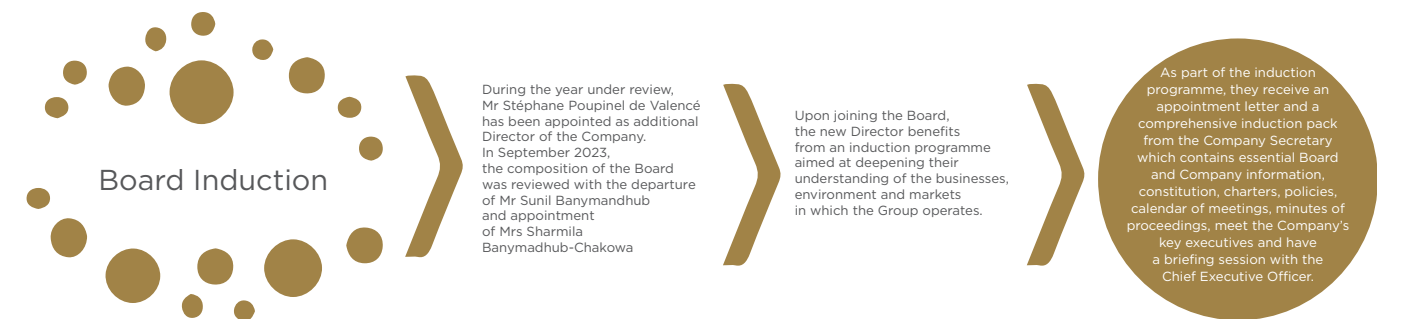 Board Induction
During the year under review,
Mr Stéphane Poupinel de Valencé
has been appointed as additional
Director of the Company.
In September 2023,
the composition of the Board
was reviewed with the departure
of Mr Sunil Banymandhub
and appointment
of Mrs Sharmila
Banymadhub-Chakowa
Upon joining the Board,
the new Director benefits
from an induction programme
aimed at deepening their
understanding of the businesses,
environment and markets
in which the Group operates.
As part of the induction
programme, they receive an
appointment letter and a
comprehensive induction pack
from the Company Secretary
which contains essential Board
and Company information,
constitution, charters, policies,
calendar of meetings, minutes of
proceedings, meet the Company's
key executives and have
a briefing session with the
Chief Executive Officer.